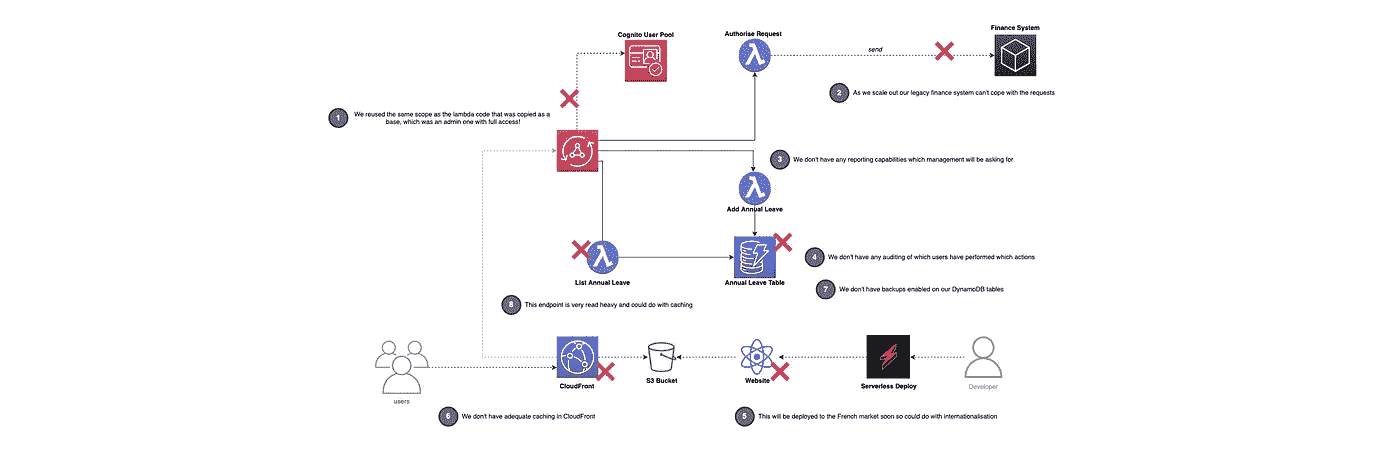 Cognito User Pool
Authorise Request
Finance System
send
2
As we scale out our legacy finance system can't cope with the requests
1
We reused the same scope as the lambda code that was copied as a
base, which was an admin one with full access!
3
We don't have any reporting capabilities which management will be asking for
Add Annual Leave
4
We don't have any auditing of which users have performed which actions
List Annual Leave
Annual Leave Table
7
We don't have backups enabled on our DynamoDB tables
8
This endpoint is very read heavy and could do with caching
CloudFront
S3 Bucket
Website
Serverless Deploy
Developer
users
6
We don't have adequate caching in CloudFront
5
This will be deployed to the French market soon so could do with internationalisation